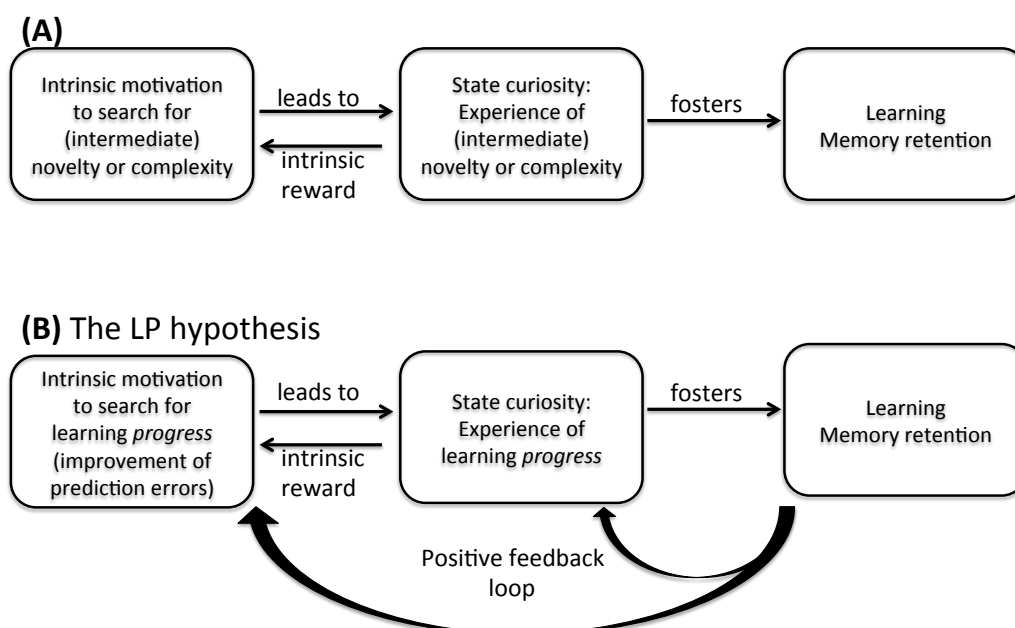 (A)
Intrinsic motivation
to search for
(intermediate)
novelty or complexity
leads to
intrinsic
reward
State curiosity:
Experience of
(intermediate)
novelty or complexity
fosters
Learning
Memory retention
(B) The LP hypothesis
Intrinsic motivation
to search for
learning progress
(improvement of
prediction errors)
leads to
intrinsic
reward
State curiosity:
Experience of
learning progress
fosters
Learning
Memory retention
Positive feedback
loop